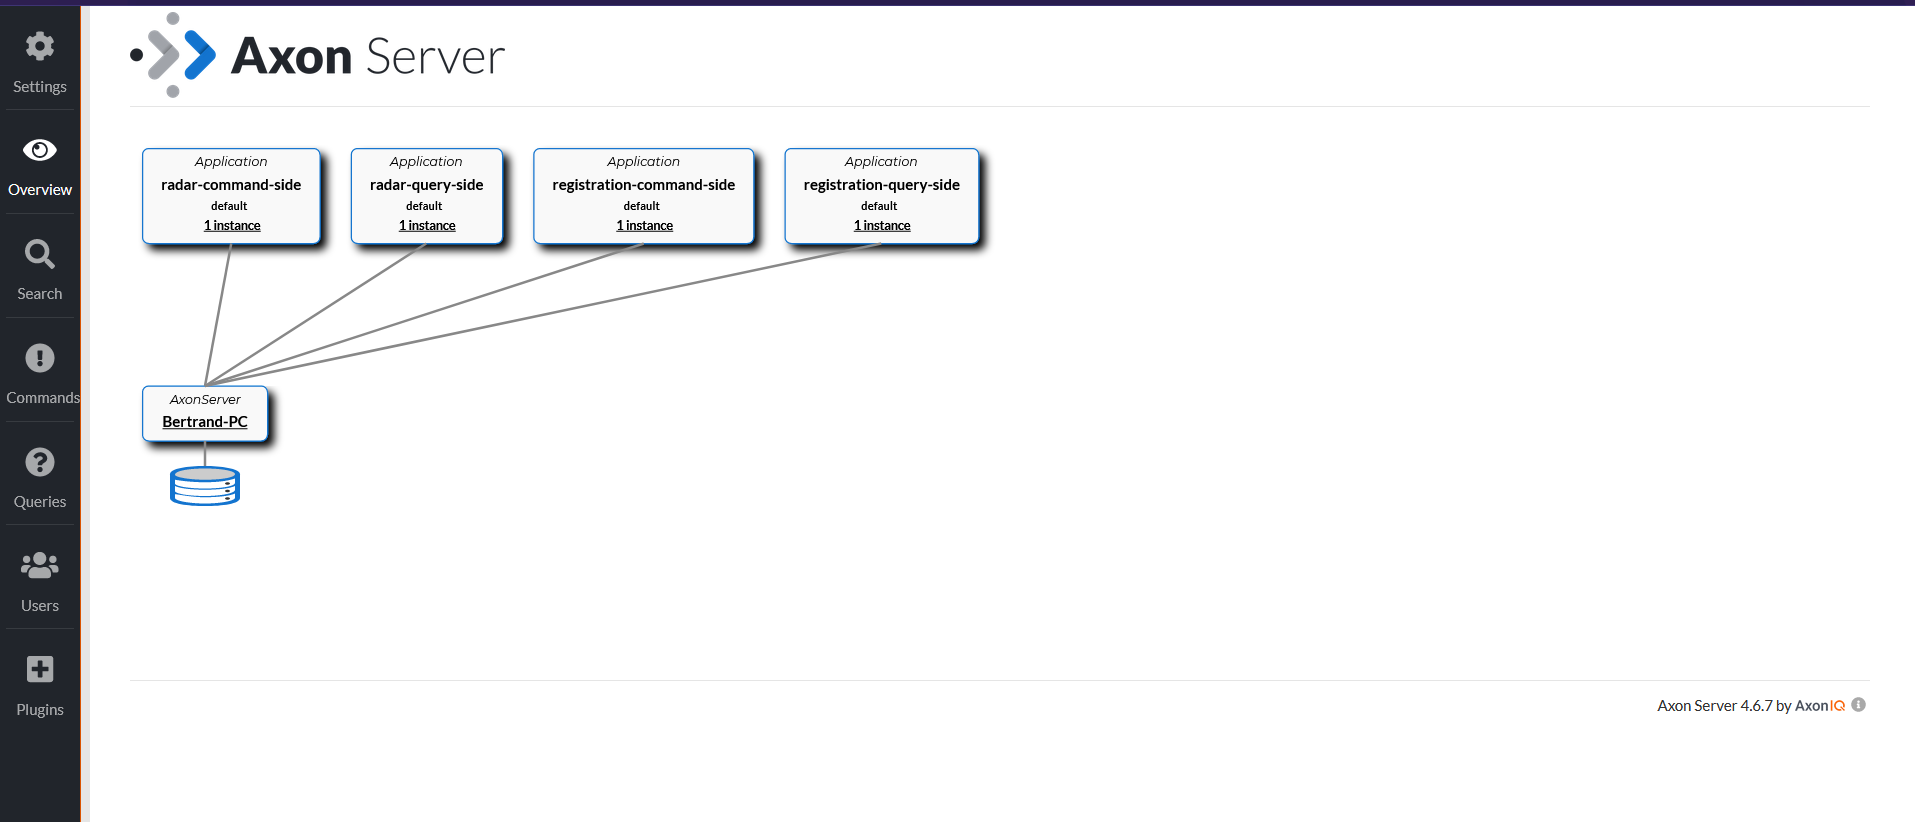 Settings
Overview
Search
Commands
Queries
Users
Plugins
Axon Server
Application
radar-command-side
default
1 instance
Application
radar-query-side
default
1 instance
Application
registration-command-side
default
1 instance
Application
registration-query-side
default
1 instance
AxonServer
Bertrand-PC
Axon Server 4.6.7 by AxonIQ